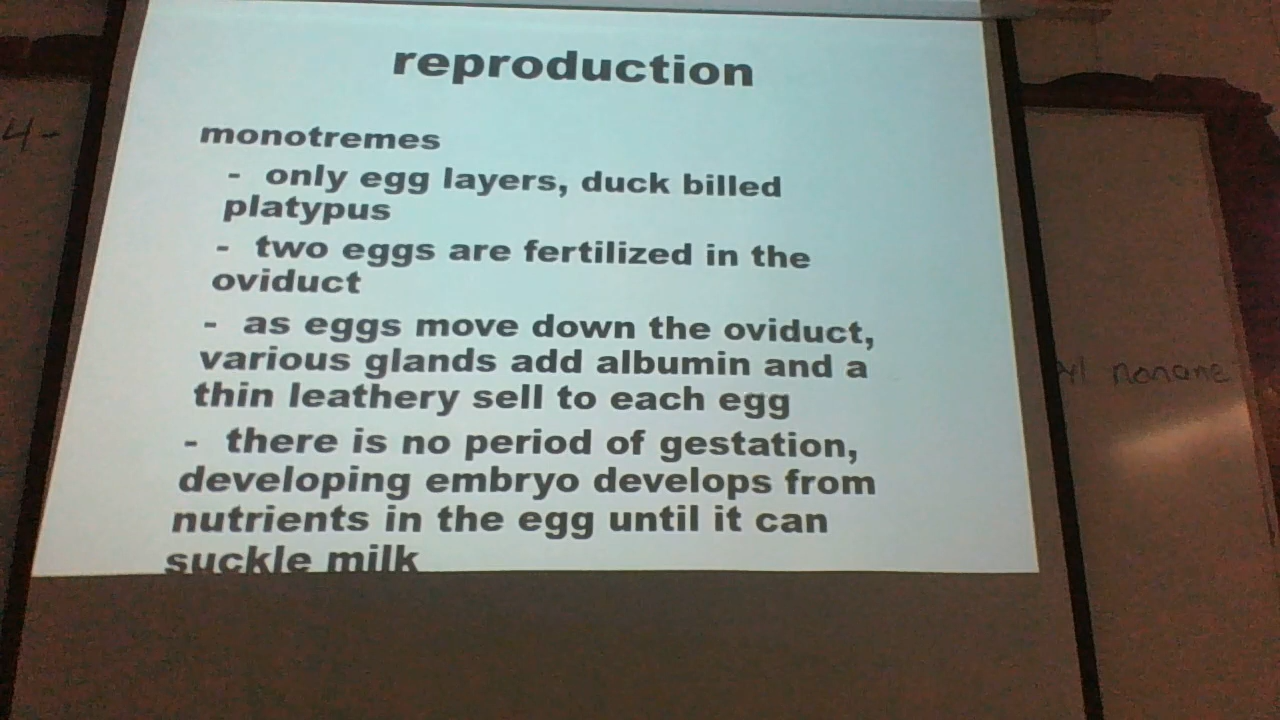 reproduction
monotremes
- only egg layers, duck billed
platypus
- two eggs are fertilized in the
oviduct
- as eggs move down the oviduct,
various glands add albumin and a
thin leathery sell to each egg
- there is no period of gestation,
developing embryo develops from
nutrients in the egg until it can
suckle milk
4-
yl nonane